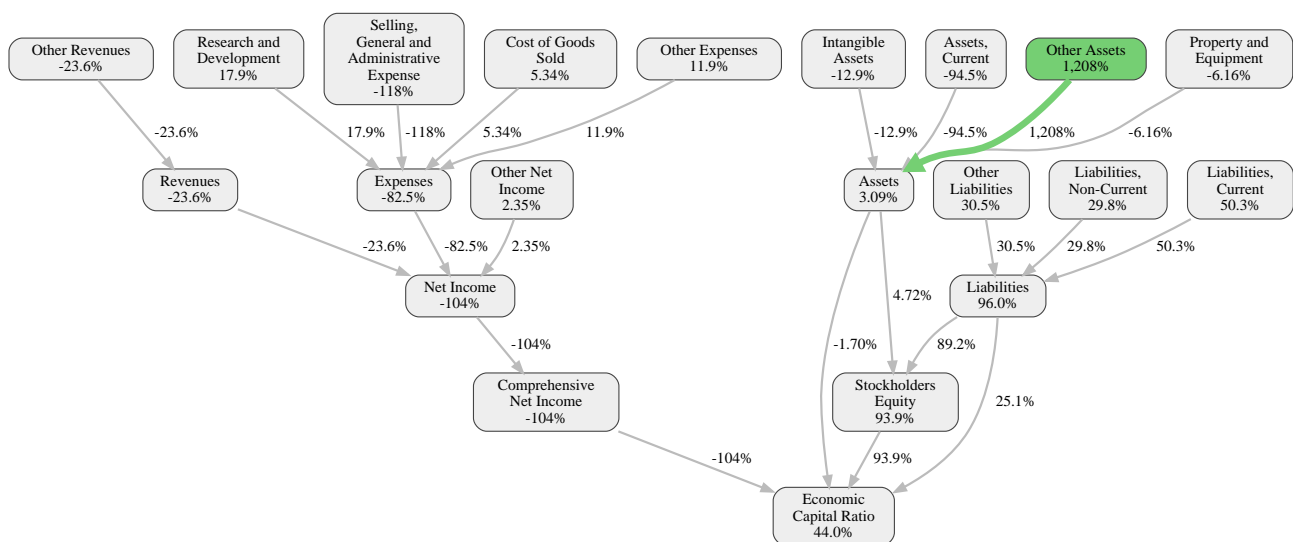 Other Revenues
-23.6%
Research and
Development
17.9%
Selling,
General and
Administrative
Expense
-118%
Cost of Goods
Sold
5.34%
Other Expenses
11.9%
Intangible
Assets
-12.9%
Assets,
Current
-94.5%
Other Assets
1,208%
Property and
Equipment
-6.16%
-23.6%
17.9%
-118%
5.34%
11.9%
-12.9%
-94.5%
1,208%
-6.16%
Revenues
-23.6%
Expenses
-82.5%
Other Net
Income
2.35%
Assets
3.09%
Other
Liabilities
30.5%
Liabilities,
Non-Current
29.8%
Liabilities,
Current
50.3%
-23.6%
-82.5%
2.35%
30.5%
29.8%
50.3%
Net Income
-104%
4.72%
Liabilities
96.0%
-104%
-1.70%
89.2%
Comprehensive
Net Income
-104%
Stockholders
Equity
93.9%
25.1%
-104%
93.9%
Economic
Capital Ratio
44.0%